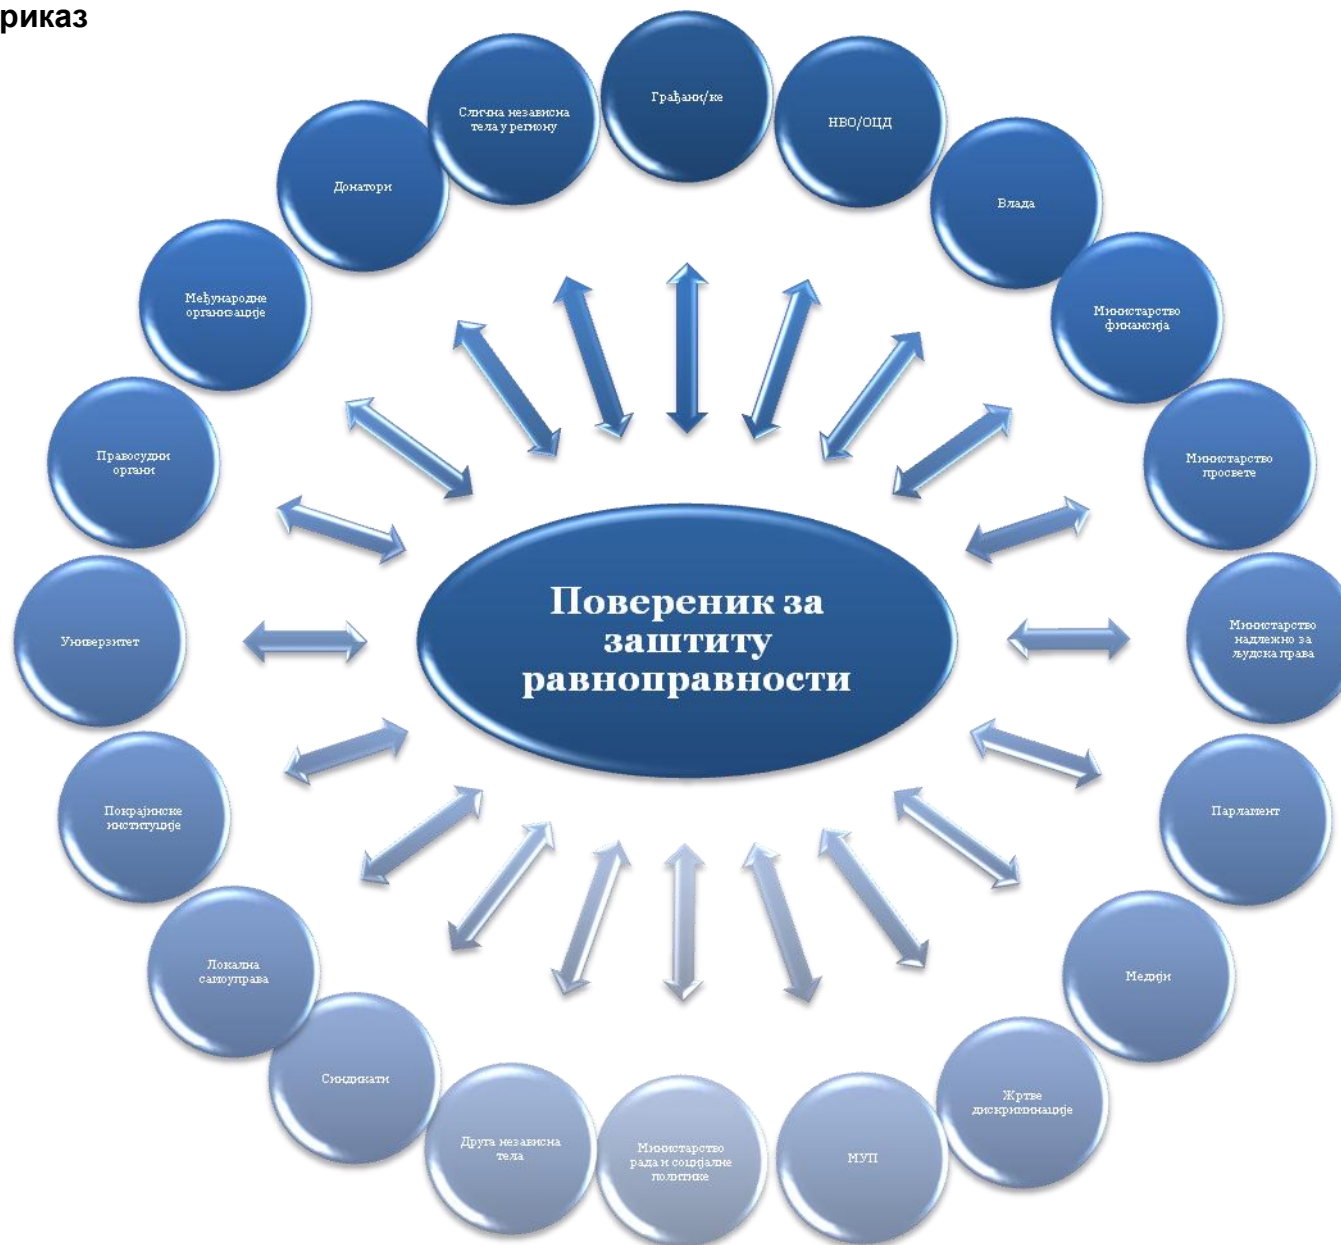 риказ
Грађани/ке
НВО/ОЦД
Влада
Министарство
финансија
Министарство
просвете
Министарство
надлежно за
људска права
Парламент
Медији
Жртве
дискриминације
МУП
Министарство
рада и социјалне
политике
Друга независна
тела
Синдикати
Локална
самоуправа
Покрајинске
институције
Универзитет
Правосудни
органи
Међународне
организације
Донатори
Слична независна
тела у региону
Повереник за
заштиту
равноправности